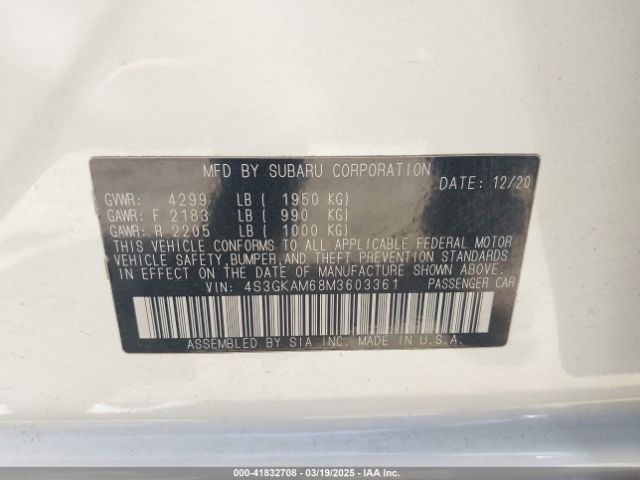 MFD BY SUBARU CORPORATION
DATE: 12/20
GVWR: 4299 LB ( 1950 KG)
GAWR: F 2183 LB ( 990 KG)
GAWR: R 2205 LB ( 1000 KG)
THIS VEHICLE CONFORMS TO ALL APPLICABLE FEDERAL MOTOR
VEHICLE SAFETY, BUMPER, AND THEFT PREVENTION STANDARDS
IN EFFECT ON THE DATE OF MANUFACTURE SHOWN ABOVE.
VIN: 4S3GKAM68M3603361 PASSENGER CAR
ASSEMBLED BY SIA INC. MADE IN U.S.A.
000-41832708 - 03/19/2025 - IAA Inc.